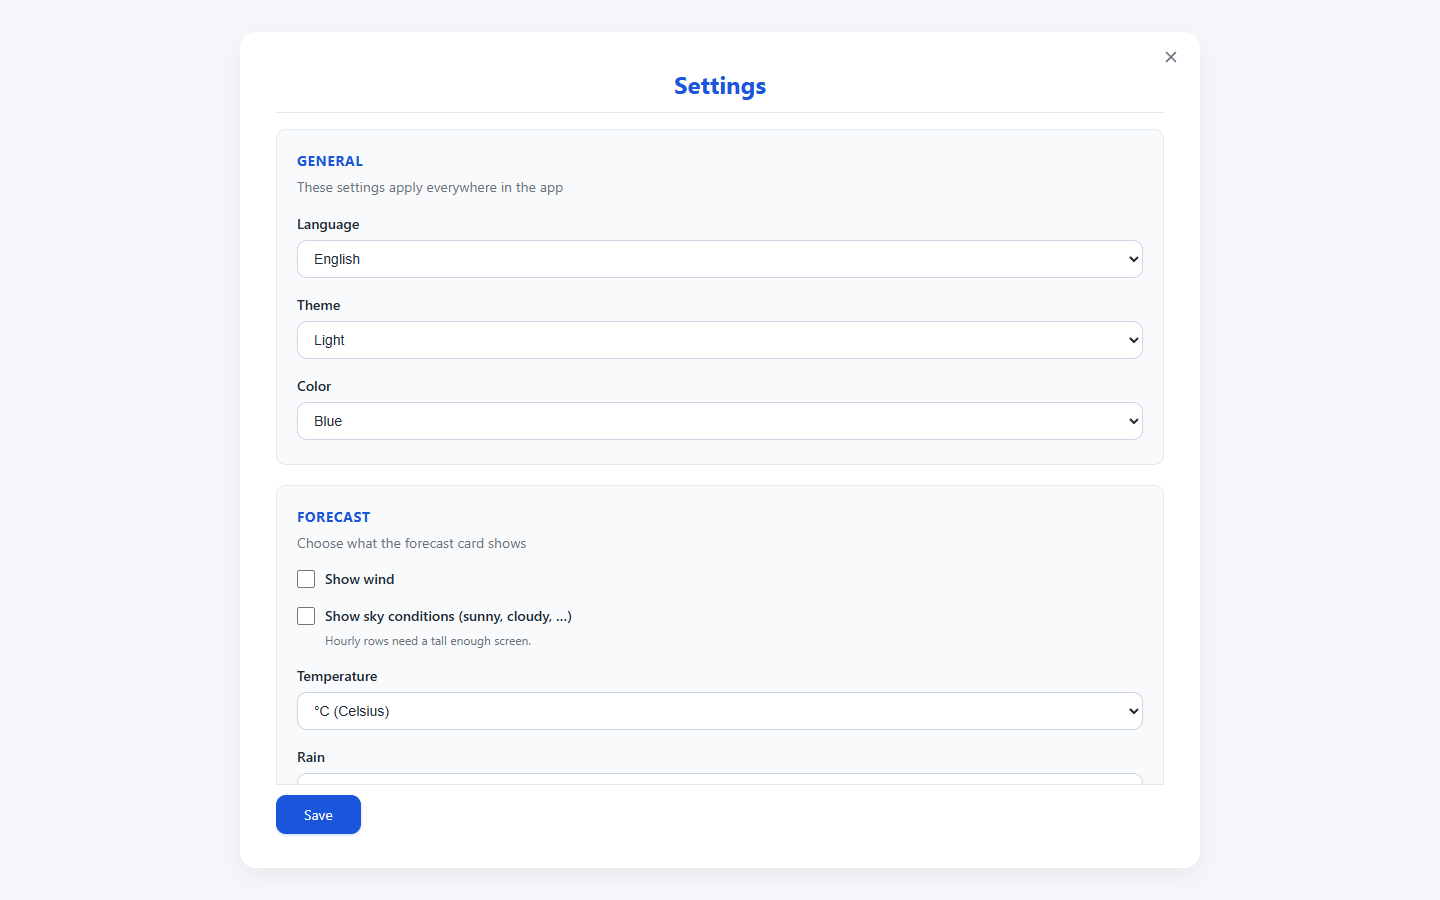 Settings
GENERAL
These settings apply everywhere in the app
Language
English
Theme
Light
Color
Blue
FORECAST
Choose what the forecast card shows
Show wind
Show sky conditions (sunny, cloudy, ...)
Hourly rows need a tall enough screen.
Temperature
°C (Celsius)
Rain
Save